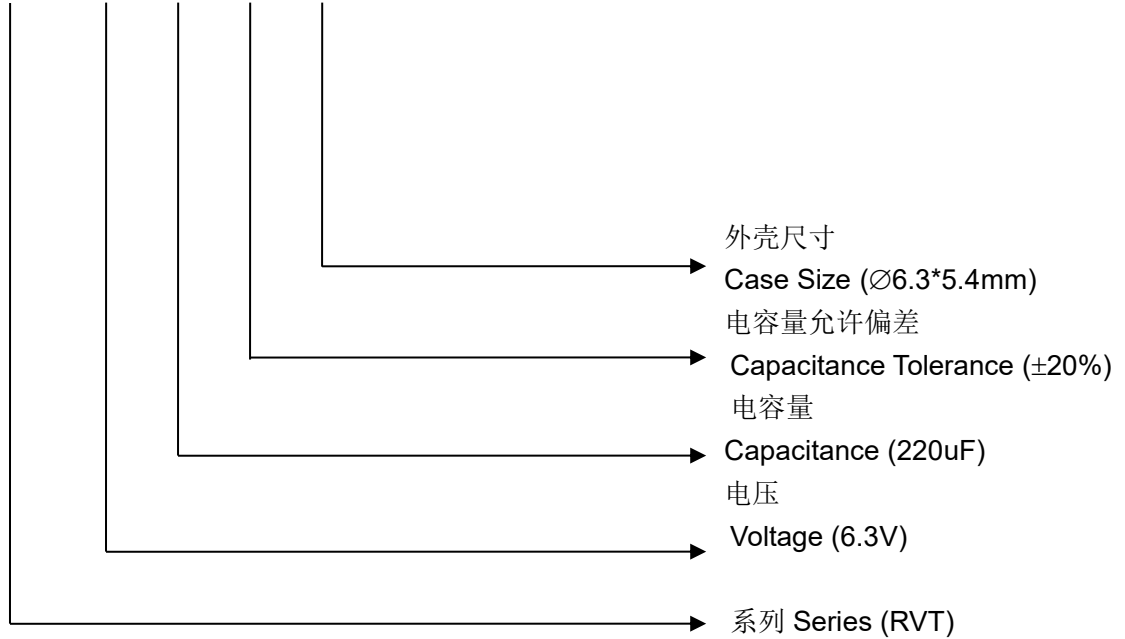 外壳尺寸
Case Size (∅6.3*5.4mm)
电容量允许偏差
Capacitance Tolerance (±20%)
电容量
Capacitance (220uF)
电压
Voltage (6.3V)
系列 Series (RVT)